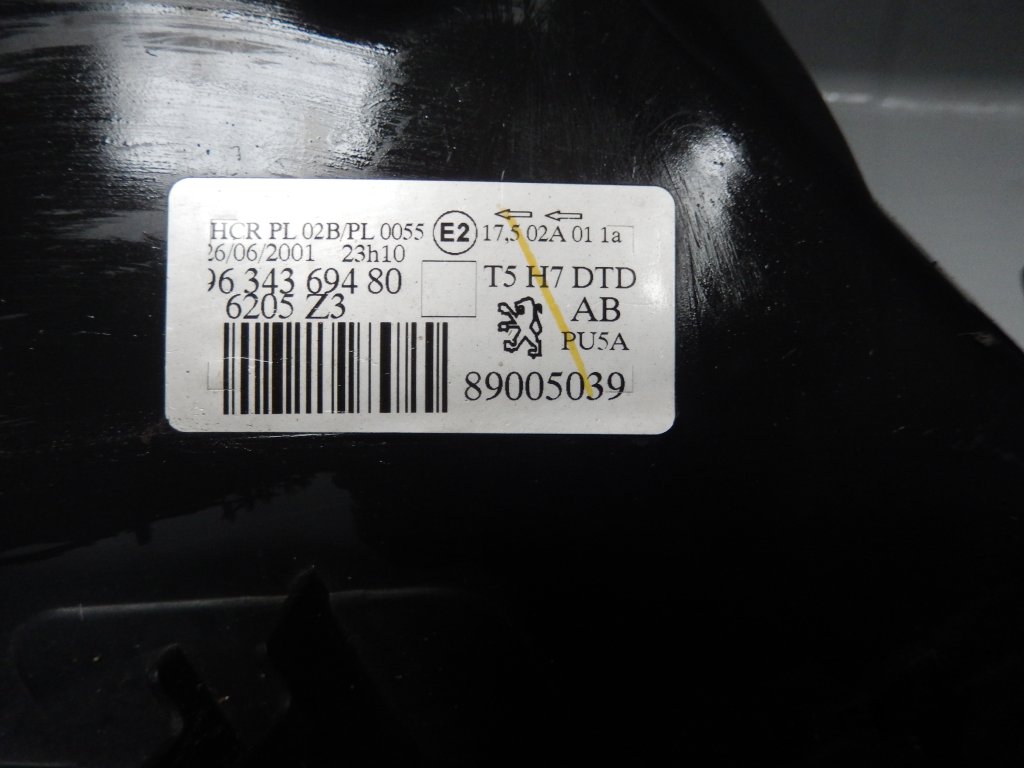 HCR PL 02B/PL 0055 E2 17,5 02A 01 1a
26/06/2001 23h10
96 343 694 80 T5 H7 DTD
6205 Z3 AB
PU5A
89005039